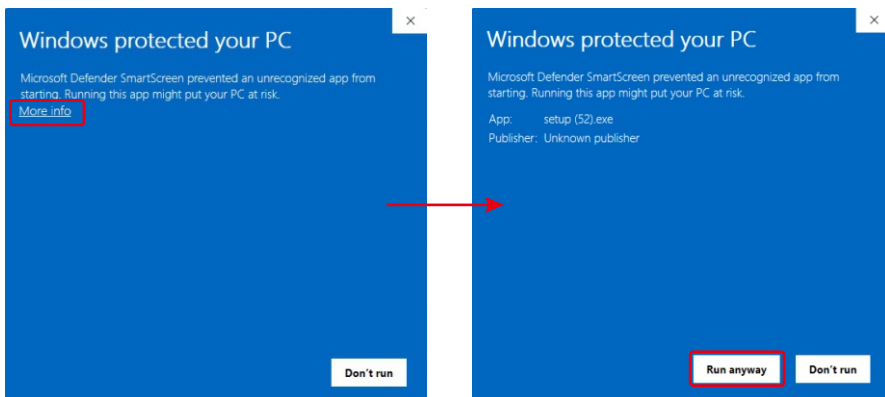 Windows protected your PC
Microsoft Defender SmartScreen prevented an unrecognized app from
starting. Running this app might put your PC at risk.
More info
Don't run
Windows protected your PC
Microsoft Defender SmartScreen prevented an unrecognized app from
starting. Running this app might put your PC at risk.
App: setup (52).exe
Publisher: Unknown publisher
Run anyway Don't run